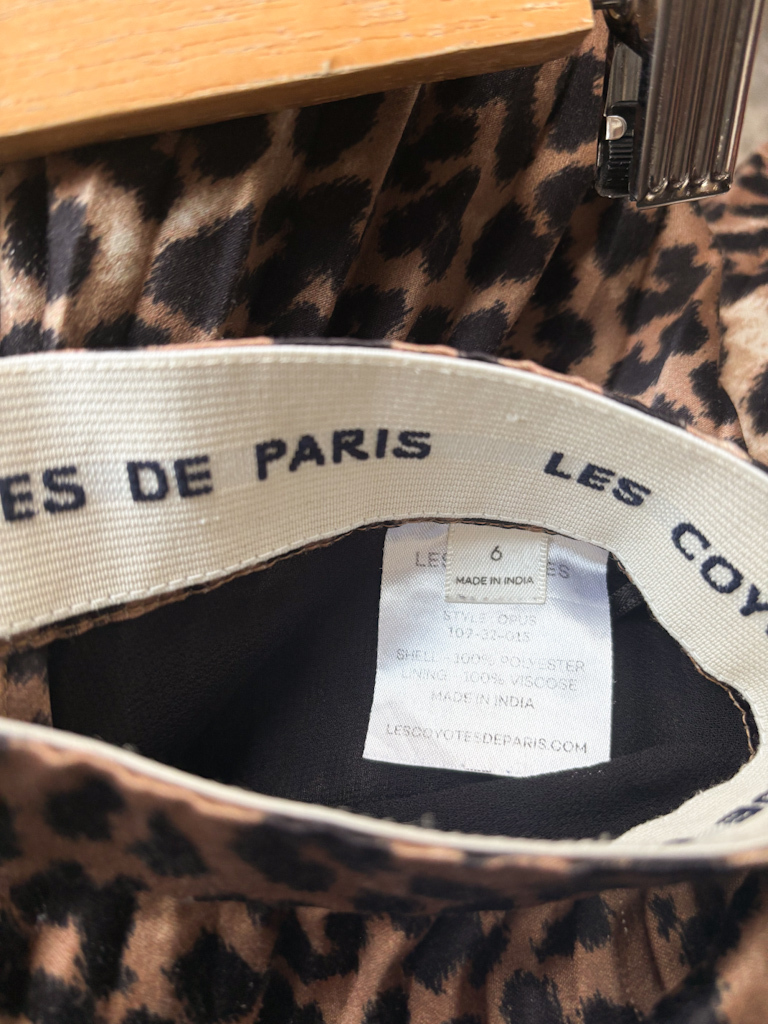 ES DE PARIS
LES COY
6
MADE IN INDIA
LES
ES
STYLE: OPUS
T09-32-015
SHELL - 100% POLYESTER
LINING - 100% VISCOSE
MADE IN INDIA
LESCOYOTESDEPARIS.COM